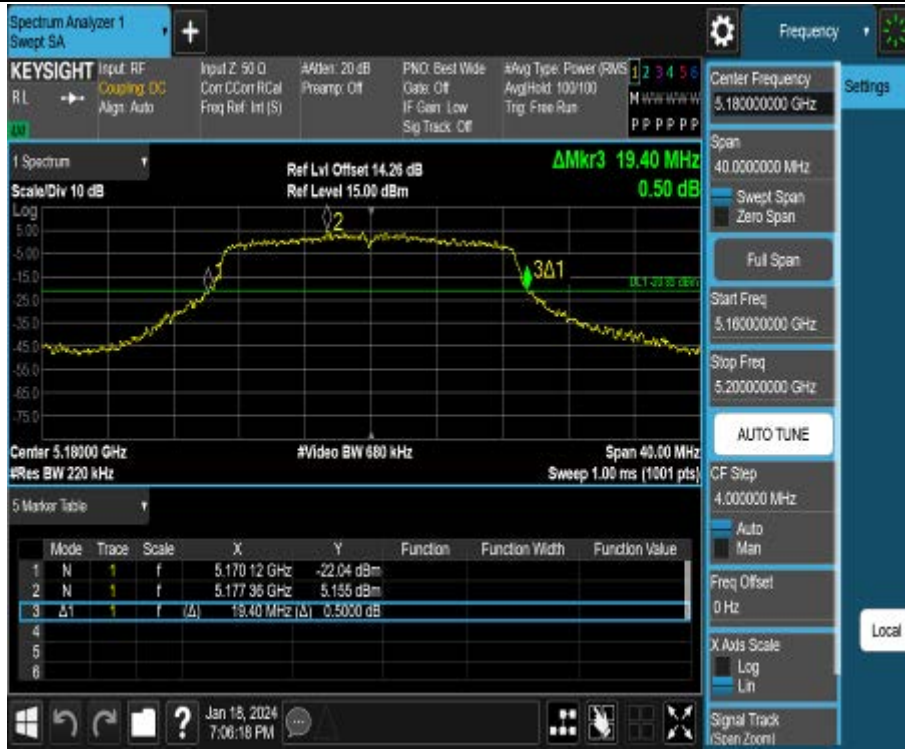 Spectrum Analyzer 1
Swept SA
+
Frequency
KEYSIGHT
RL
Input: RF
Coupling: DC
Align: Auto
Input Z: 50 Ω
Corr CCorr RCal
Freq Ref: Int (S)
#Atten: 20 dB
Preamp: Off
PNO: Best Wide
Gate: Off
IF Gain: Low
Sig Track: Off
#Avg Type: Power (RMS
Avg|Hold: 100/100
Trig: Free Run
1 2 3 4 5 6
M W W W W W
P P P P P P
1 Spectrum
Scale/Div 10 dB
Log
Ref Lvl Offset 14.26 dB
Ref Level 15.00 dBm
ΔMkr3 19.40 MHz
0.50 dB
5.00
-5.00
-15.0
-25.0
-35.0
-45.0
-55.0
-65.0
-75.0
1
2
3Δ1
Center 5.18000 GHz
#Res BW 220 kHz
#Video BW 680 kHz
Span 40.00 MHz
Sweep 1.00 ms (1001 pts)
5 Marker Table
Mode Trace Scale X Y Function Function Width Function Value
1 N 1 f 5.170 12 GHz -22.04 dBm
2 N 1 f 5.177 36 GHz 5.155 dBm
3 Δ1 1 f (Δ) 19.40 MHz (Δ) 0.5000 dB
4
5
6
Jan 18, 2024
7:06:18 PM
?
Center Frequency
5.180000000 GHz
Span
40.0000000 MHz
Swept Span
Zero Span
Full Span
Start Freq
5.160000000 GHz
Stop Freq
5.200000000 GHz
AUTO TUNE
CF Step
4.000000 MHz
Auto
Man
Freq Offset
0 Hz
X Axis Scale
Log
Lin
Signal Track
(Span Zoom)
Settings
Local